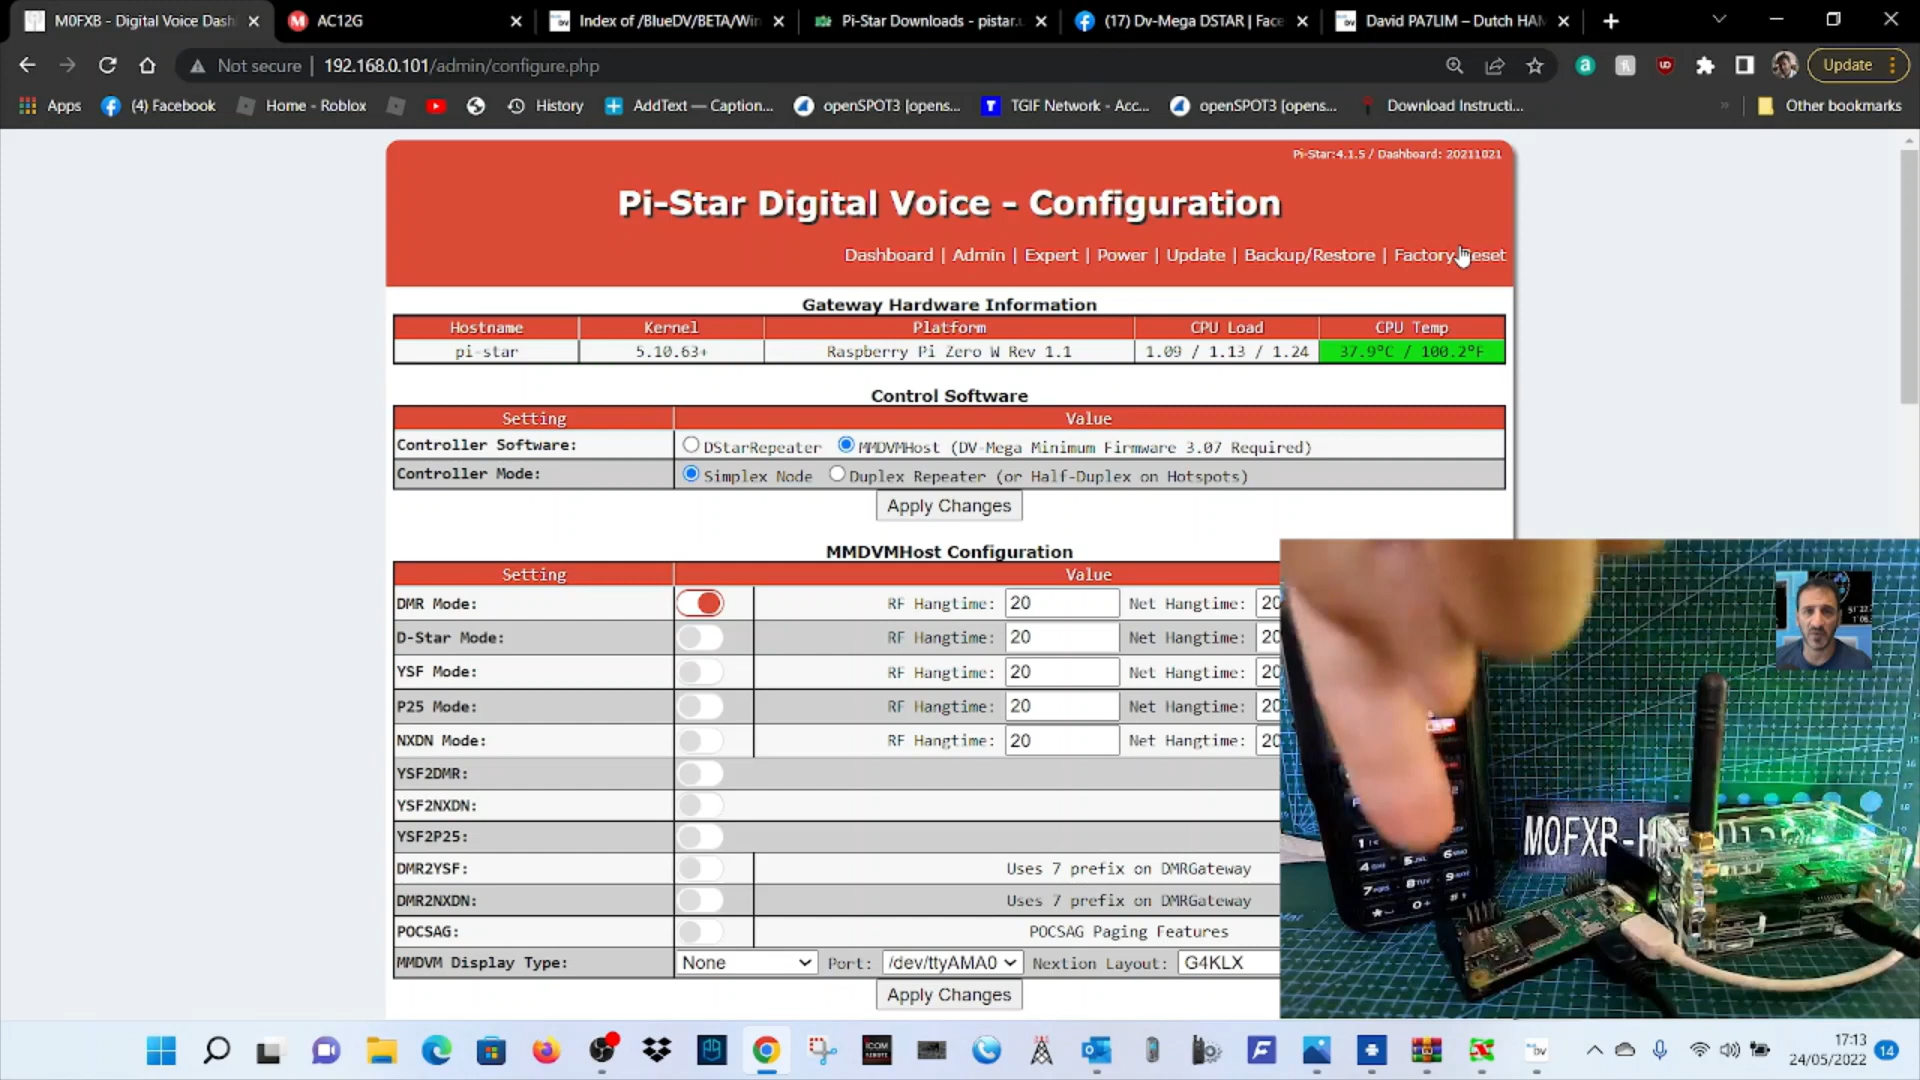 M0FXB - Digital Voice Dash
AC12G
Index of /BlueDV/BETA/Win
Pi-Star Downloads - pistar.u
(17) Dv-Mega DSTAR | Face
David PA7LIM – Dutch HAM
Not secure
192.168.0.101/admin/configure.php
Update
Apps
(4) Facebook
Home - Roblox
History
AddText — Caption...
openSPOT3 [opens...
TGIF Network - Acc...
openSPOT3 [opens...
Download Instructi...
Other bookmarks
Pi-Star:4.1.5 / Dashboard: 20211021
Pi-Star Digital Voice - Configuration
Dashboard | Admin | Expert | Power | Update | Backup/Restore | Factory Reset
Gateway Hardware Information
Hostname Kernel Platform CPU Load CPU Temp
pi-star 5.10.63+ Raspberry Pi Zero W Rev 1.1 1.09 / 1.13 / 1.24 37.9°C / 100.2°F
Control Software
Setting Value
Controller Software: DStarRepeater MMDVMHost (DV-Mega Minimum Firmware 3.07 Required)
Controller Mode: Simplex Node Duplex Repeater (or Half-Duplex on Hotspots)
Apply Changes
MMDVMHost Configuration
Setting Value
DMR Mode: RF Hangtime: 20 Net Hangtime: 20
D-Star Mode: RF Hangtime: 20 Net Hangtime: 20
YSF Mode: RF Hangtime: 20 Net Hangtime: 20
P25 Mode: RF Hangtime: 20 Net Hangtime: 20
NXDN Mode: RF Hangtime: 20 Net Hangtime: 20
YSF2DMR:
YSF2NXDN:
YSF2P25:
DMR2YSF: Uses 7 prefix on DMRGateway
DMR2NXDN: Uses 7 prefix on DMRGateway
POCSAG: POCSAG Paging Features
MMDVM Display Type: None Port: /dev/ttyAMA0 Nextion Layout: G4KLX
Apply Changes
M0FXB-H
17:13
24/05/2022
14